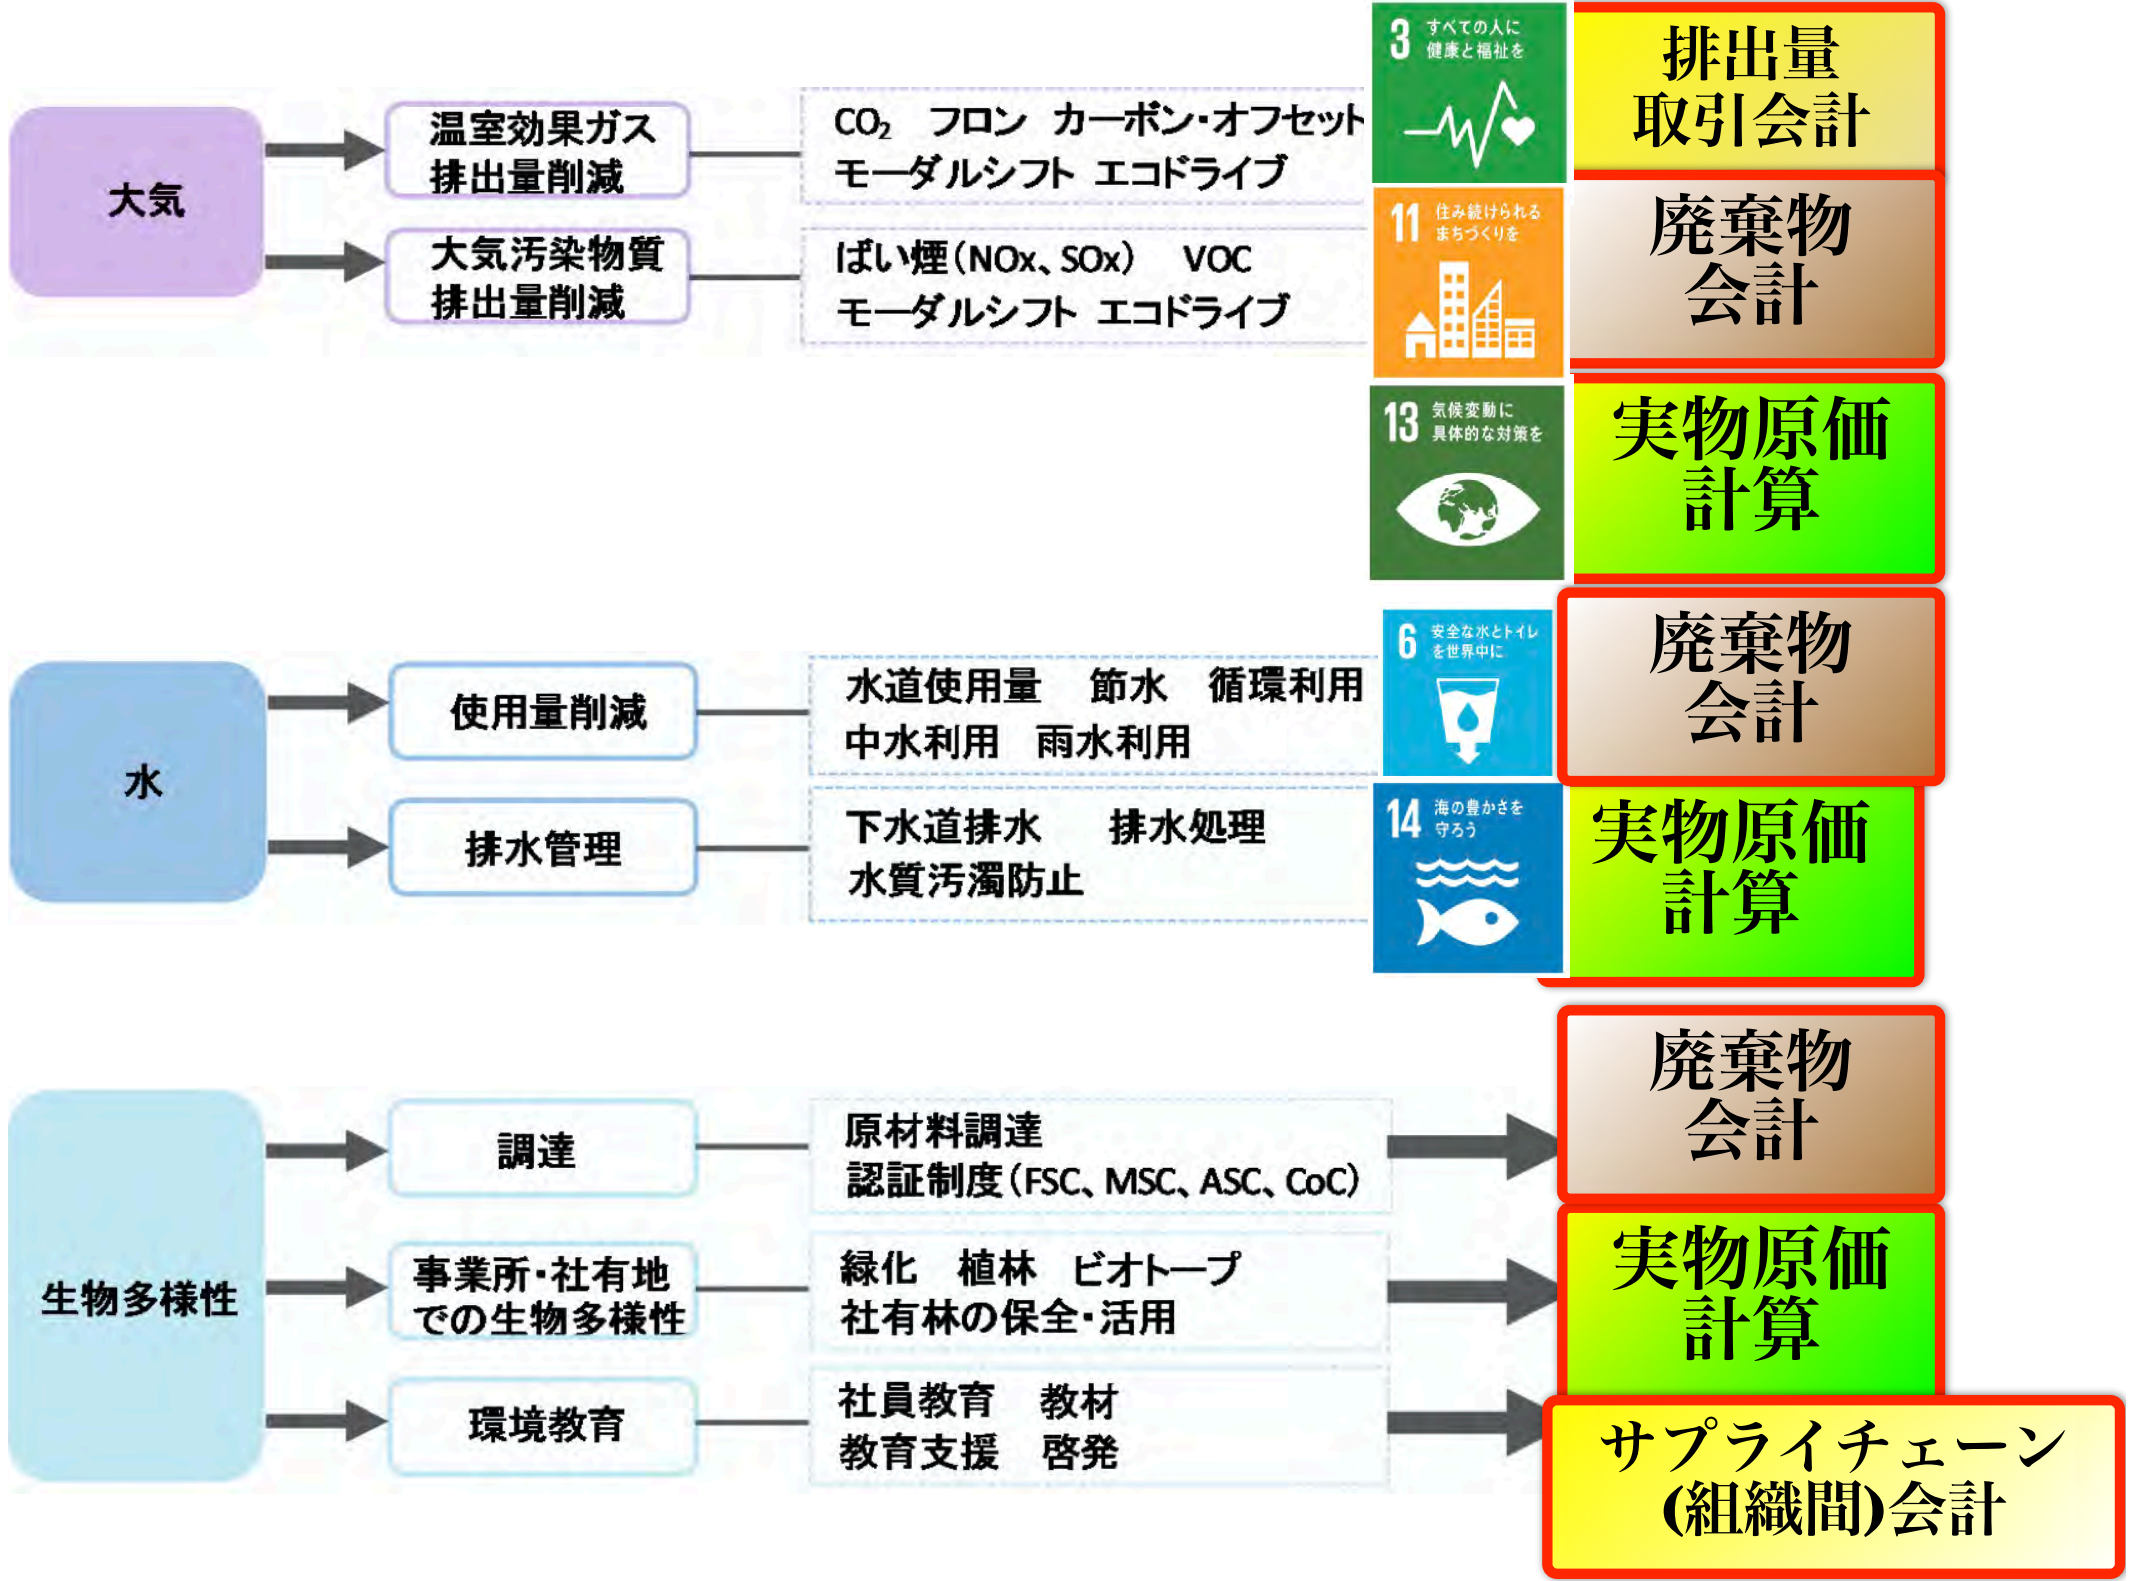 大気
温室効果ガス
排出量削減
CO₂ フロン カーボン・オフセット
モーダルシフト エコドライブ
大気汚染物質
排出量削減
ばい煙(NOx、SOx) VOC
モーダルシフト エコドライブ
3 すべての人に
健康と福祉を
11 住み続けられる
まちづくりを
13 気候変動に
具体的な対策を
排出量
取引会計
廃棄物
会計
実物原価
計算
水
使用量削減
水道使用量 節水 循環利用
中水利用 雨水利用
排水管理
下水道排水 排水処理
水質汚濁防止
6 安全な水とトイレ
を世界中に
14 海の豊かさを
守ろう
廃棄物
会計
実物原価
計算
生物多様性
調達
原材料調達
認証制度(FSC、MSC、ASC、CoC)
事業所・社有地
での生物多様性
緑化 植林 ビオトープ
社有林の保全・活用
環境教育
社員教育 教材
教育支援 啓発
廃棄物
会計
実物原価
計算
サプライチェーン
(組織間)会計